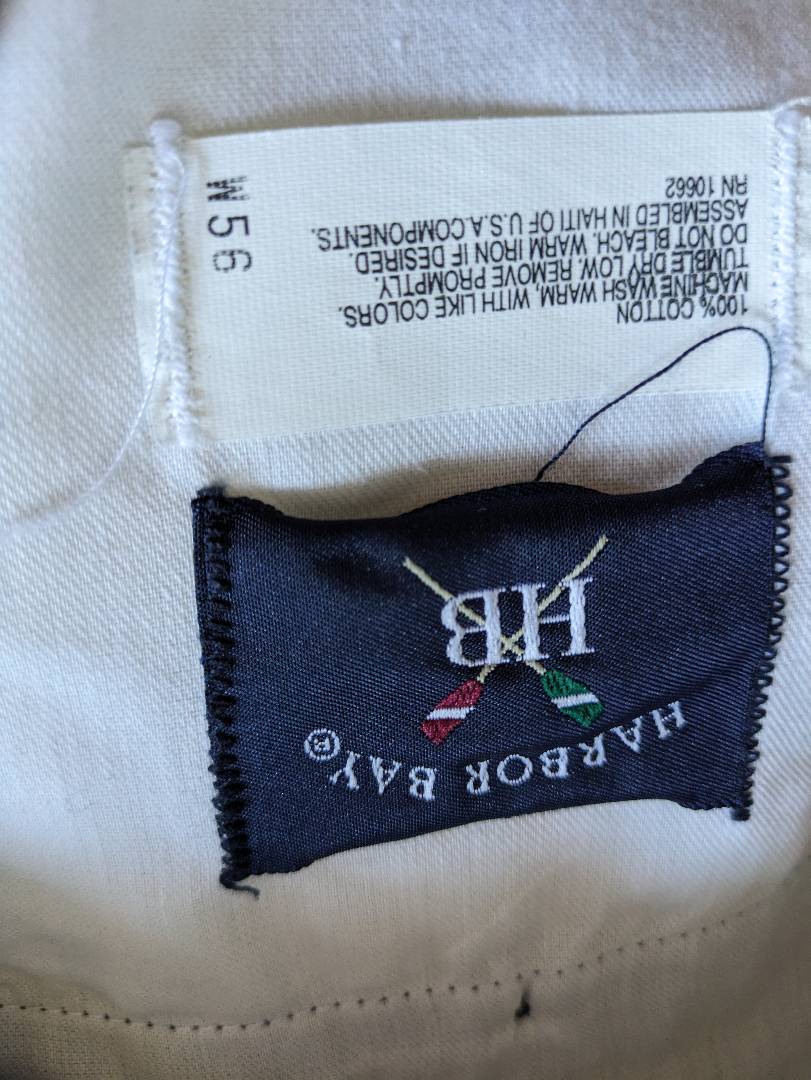 HARBOR BAY®
HB
100% COTTON
MACHINE WASH WARM, WITH LIKE COLORS.
TUMBLE DRY LOW. REMOVE PROMPTLY.
DO NOT BLEACH. WARM IRON IF DESIRED.
ASSEMBLED IN HAITI OF U.S.A. COMPONENTS.
RN 10662
W 56